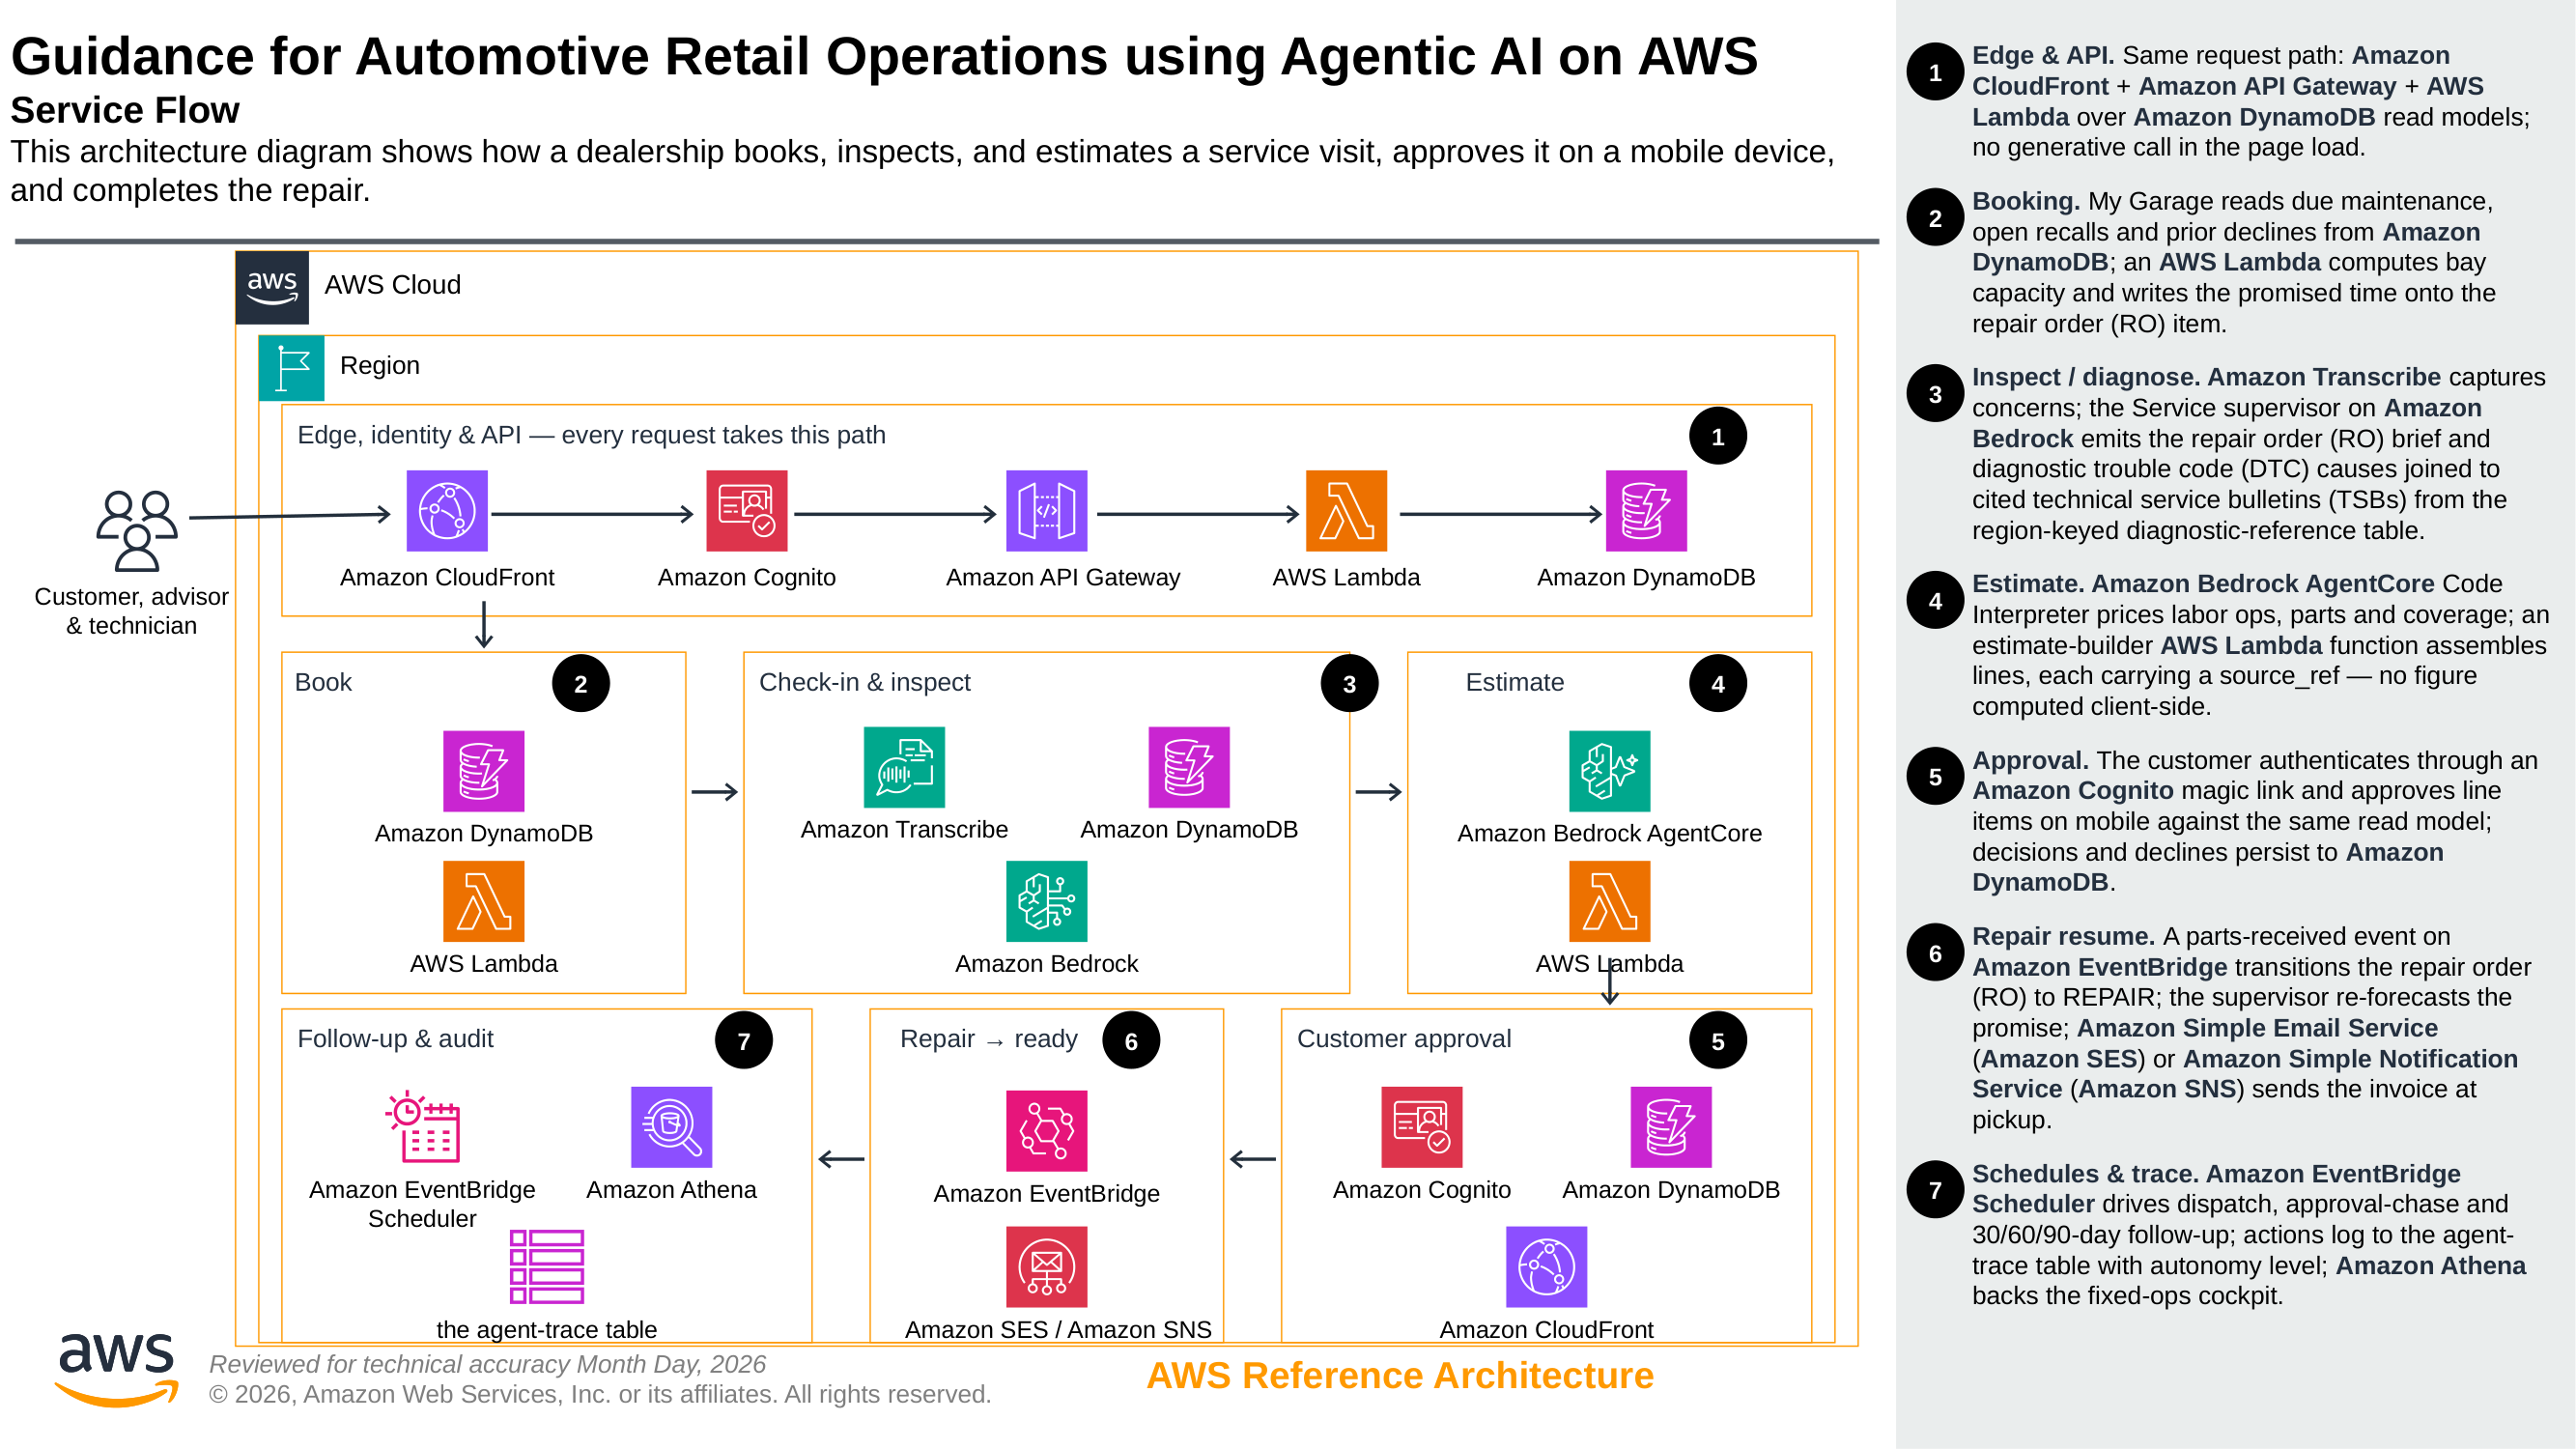 Guidance for Automotive Retail Operations using Agentic AI on AWS
Service Flow
This architecture diagram shows how a dealership books, inspects, and estimates a service visit, approves it on a mobile device,
and completes the repair.
aws
AWS Cloud
Region
Edge, identity & API — every request takes this path
1
Customer, advisor
& technician
Amazon CloudFront
Amazon Cognito
Amazon API Gateway
AWS Lambda
Amazon DynamoDB
Book
2
Amazon DynamoDB
AWS Lambda
Check-in & inspect
3
Amazon Transcribe
Amazon DynamoDB
Amazon Bedrock
Estimate
4
Amazon Bedrock AgentCore
AWS Lambda
Follow-up & audit
7
Amazon EventBridge
Scheduler
Amazon Athena
the agent-trace table
Repair → ready
6
Amazon EventBridge
Amazon SES / Amazon SNS
Customer approval
5
Amazon Cognito
Amazon DynamoDB
Amazon CloudFront
aws
Reviewed for technical accuracy Month Day, 2026
© 2026, Amazon Web Services, Inc. or its affiliates. All rights reserved.
AWS Reference Architecture
1
Edge & API. Same request path: Amazon
CloudFront + Amazon API Gateway + AWS
Lambda over Amazon DynamoDB read models;
no generative call in the page load.
2
Booking. My Garage reads due maintenance,
open recalls and prior declines from Amazon
DynamoDB; an AWS Lambda computes bay
capacity and writes the promised time onto the
repair order (RO) item.
3
Inspect / diagnose. Amazon Transcribe captures
concerns; the Service supervisor on Amazon
Bedrock emits the repair order (RO) brief and
diagnostic trouble code (DTC) causes joined to
cited technical service bulletins (TSBs) from the
region-keyed diagnostic-reference table.
4
Estimate. Amazon Bedrock AgentCore Code
Interpreter prices labor ops, parts and coverage; an
estimate-builder AWS Lambda function assembles
lines, each carrying a source_ref — no figure
computed client-side.
5
Approval. The customer authenticates through an
Amazon Cognito magic link and approves line
items on mobile against the same read model;
decisions and declines persist to Amazon
DynamoDB.
6
Repair resume. A parts-received event on
Amazon EventBridge transitions the repair order
(RO) to REPAIR; the supervisor re-forecasts the
promise; Amazon Simple Email Service
(Amazon SES) or Amazon Simple Notification
Service (Amazon SNS) sends the invoice at
pickup.
7
Schedules & trace. Amazon EventBridge
Scheduler drives dispatch, approval-chase and
30/60/90-day follow-up; actions log to the agent-
trace table with autonomy level; Amazon Athena
backs the fixed-ops cockpit.